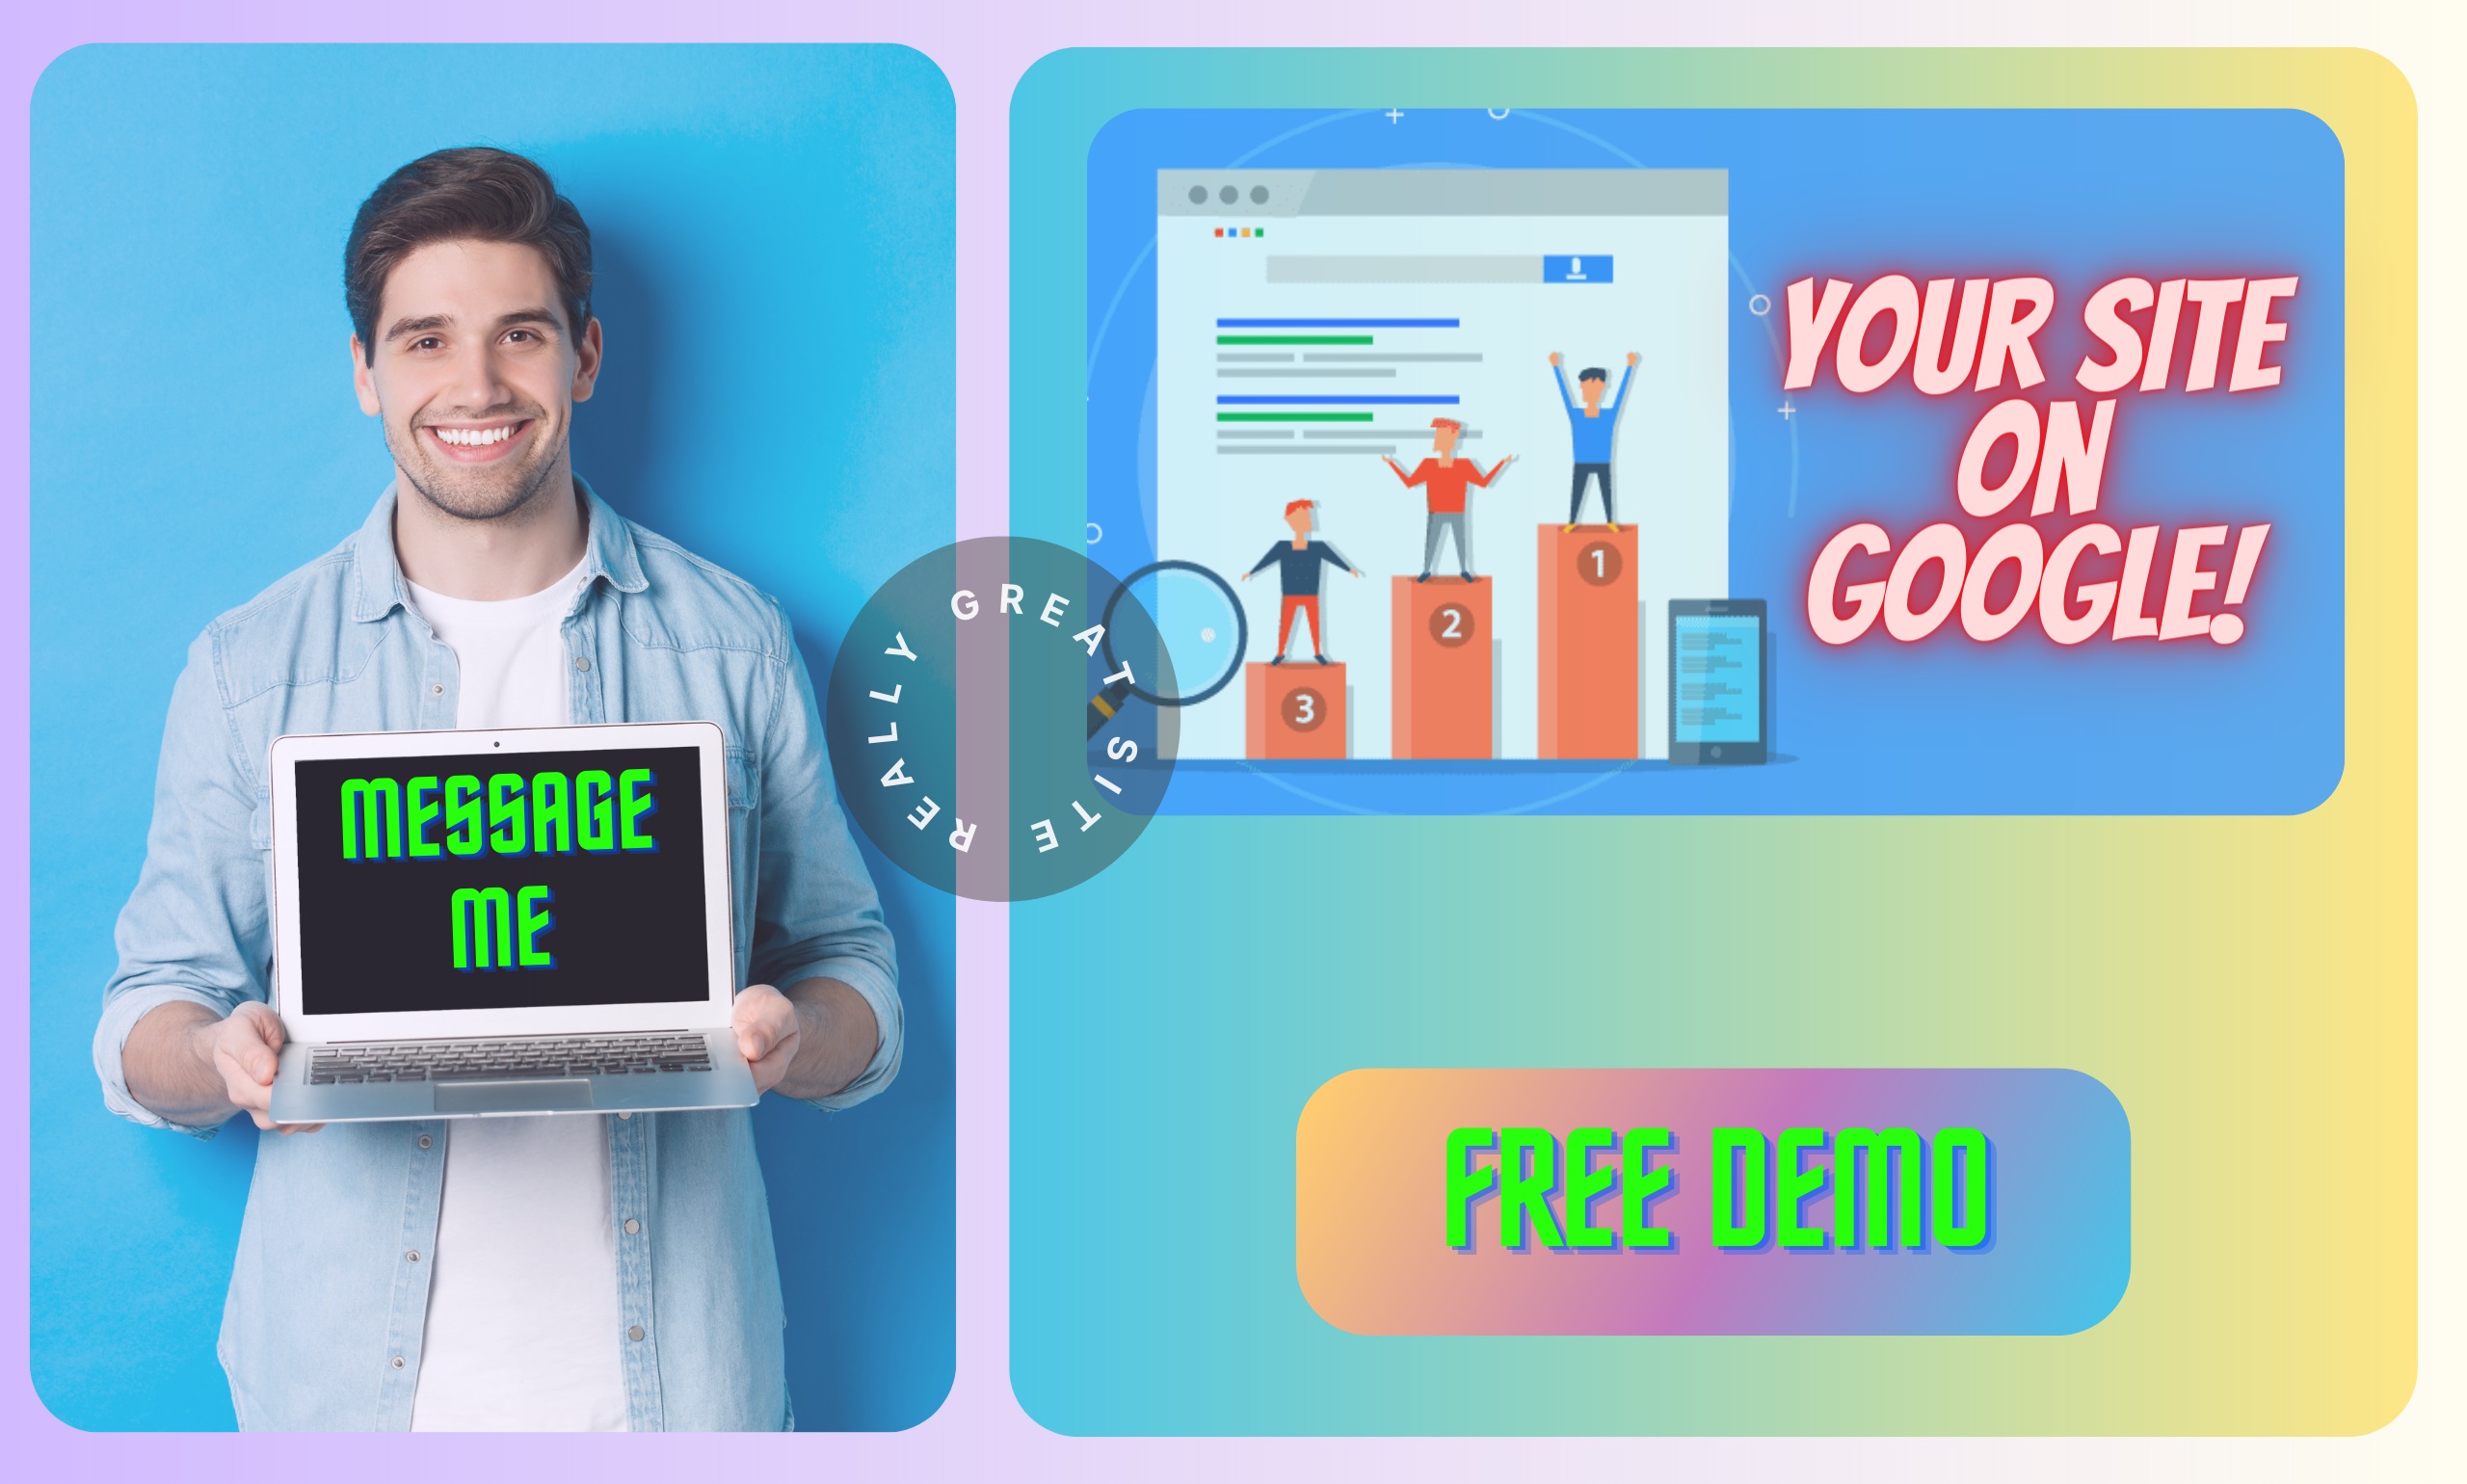 MESSAGE
ME
REALLY GREAT SITE
YOUR SITE
ON
GOOGLE!
1
2
3
FREE DEMO